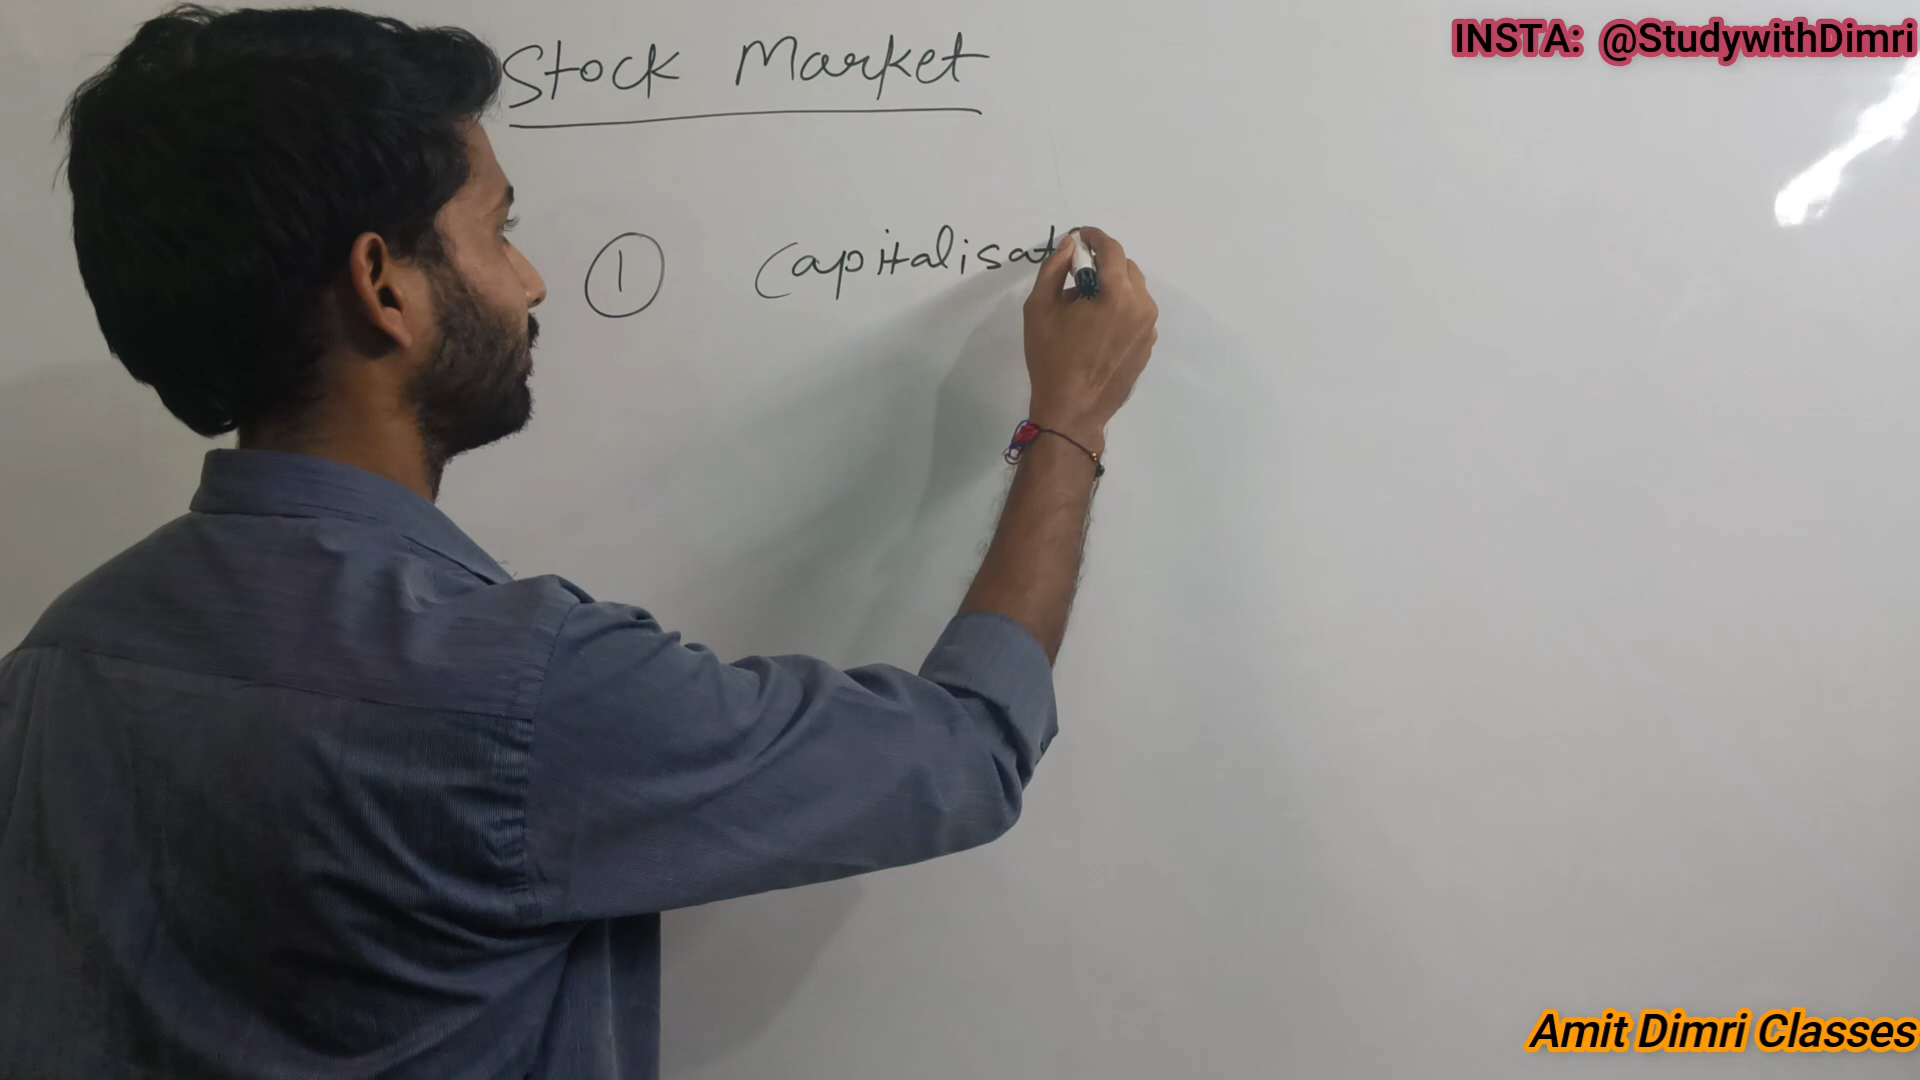 INSTA: @StudywithDimri
Stock Market
① Capitalisat
Amit Dimri Classes